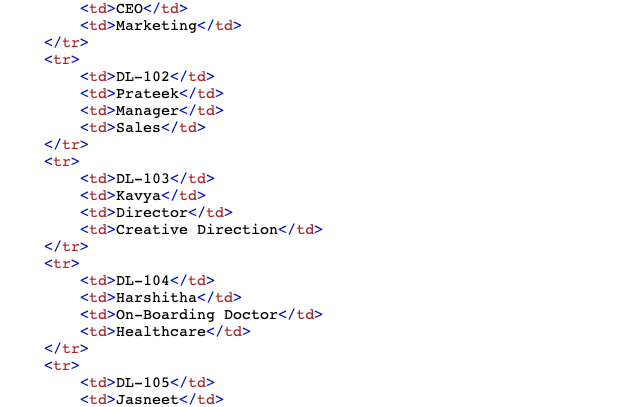 <td>CEO</td>
<td>Marketing</td>
</tr>
<tr>
<td>DL-102</td>
<td>Prateek</td>
<td>Manager</td>
<td>Sales</td>
</tr>
<tr>
<td>DL-103</td>
<td>Kavya</td>
<td>Director</td>
<td>Creative Direction</td>
</tr>
<tr>
<td>DL-104</td>
<td>Harshitha</td>
<td>On-Boarding Doctor</td>
<td>Healthcare</td>
</tr>
<tr>
<td>DL-105</td>
<td>Jasneet</td>